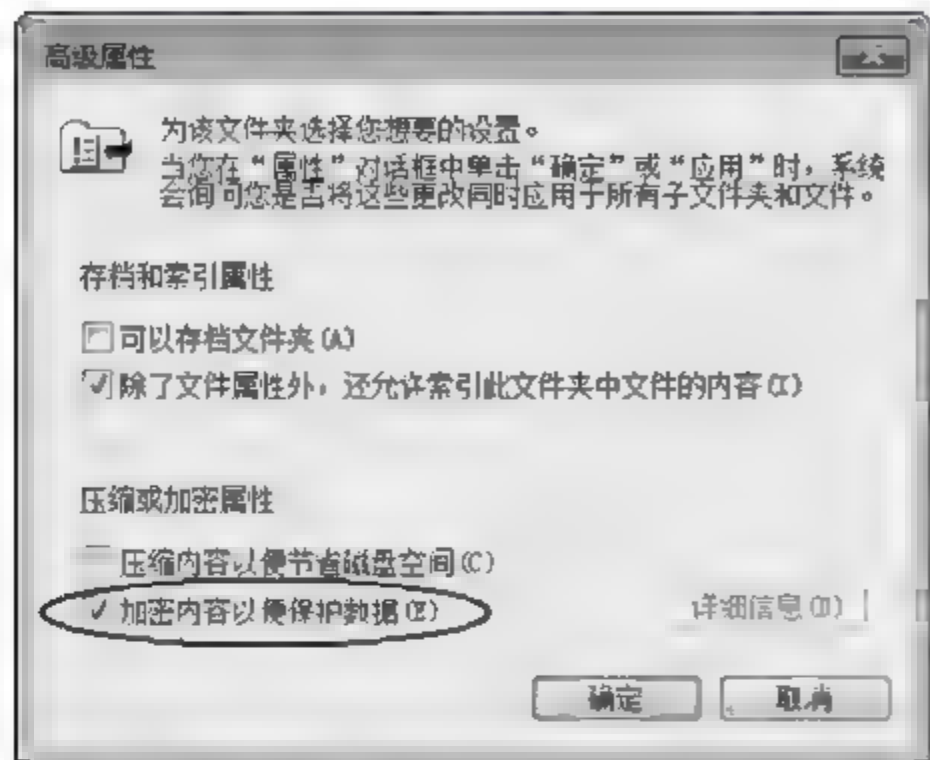 高级属性
为该文件夹选择您想要的设置。
当您在“属性”对话框中单击“确定”或“应用”时，系统
会询问您是否将这些更改同时应用于所有子文件夹和文件。
存档和索引属性
可以存档文件夹(A)
除了文件属性外，还允许索引此文件夹中文件的内容(I)
压缩或加密属性
压缩内容以便节省磁盘空间(C)
加密内容以便保护数据(E)
详细信息(D)
确定
取消